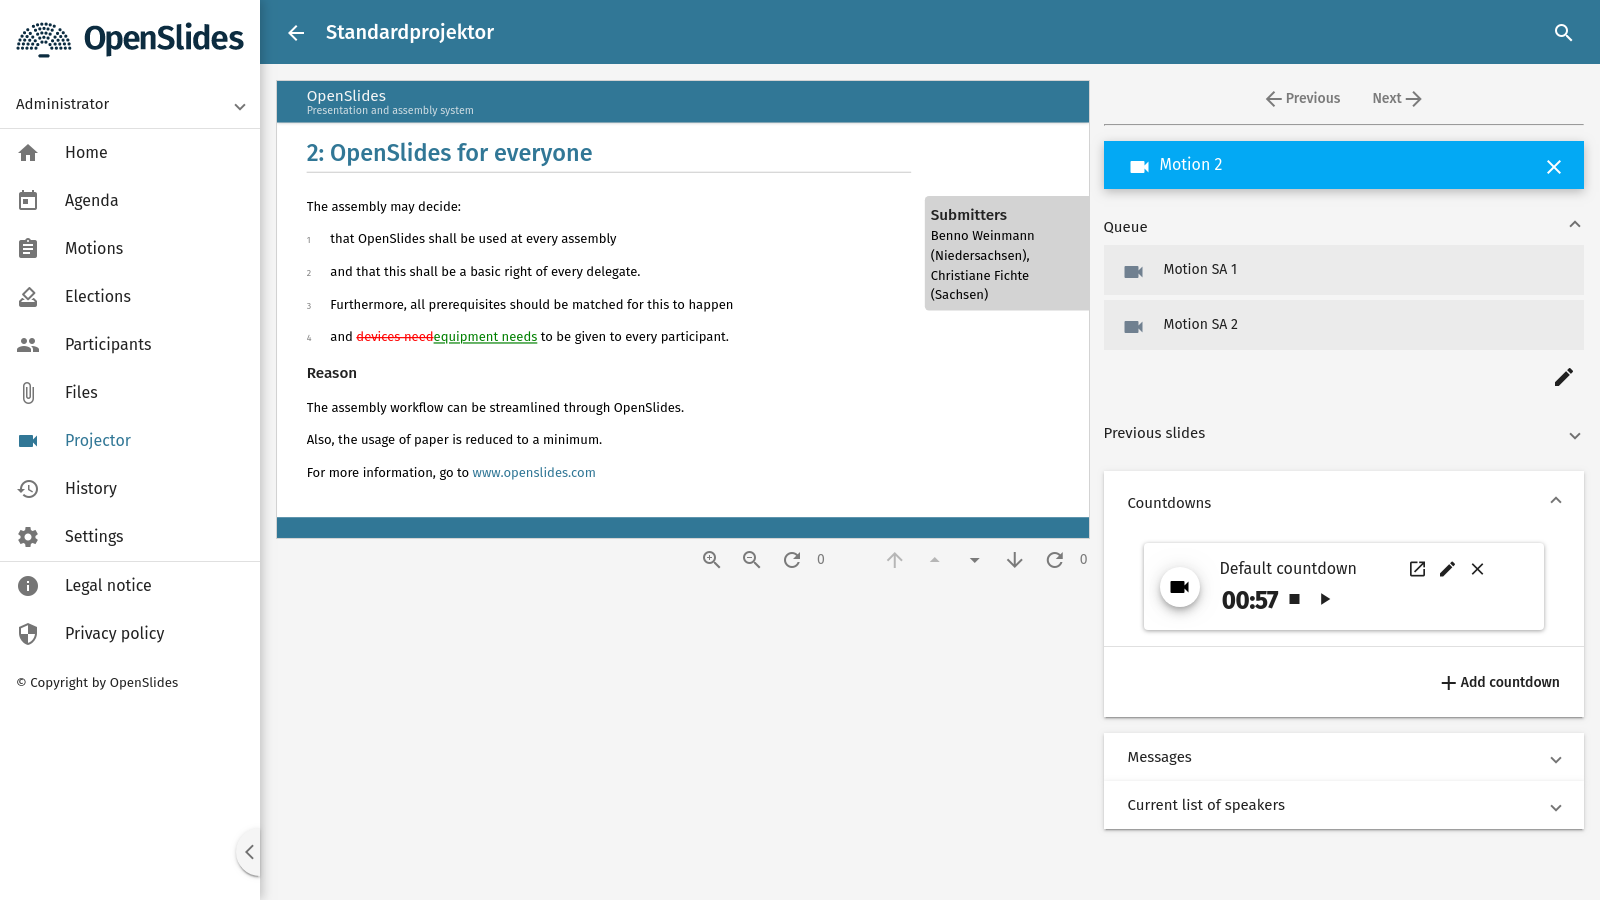 OpenSlides
Administrator
Home
Agenda
Motions
Elections
Participants
Files
Projector
History
Settings
Legal notice
Privacy policy
© Copyright by OpenSlides
Standardprojektor
OpenSlides
Presentation and assembly system
2: OpenSlides for everyone
The assembly may decide:
1 that OpenSlides shall be used at every assembly
2 and that this shall be a basic right of every delegate.
3 Furthermore, all prerequisites should be matched for this to happen
4 and devices needequipment needs to be given to every participant.
Reason
The assembly workflow can be streamlined through OpenSlides.
Also, the usage of paper is reduced to a minimum.
For more information, go to www.openslides.com
Submitters
Benno Weinmann
(Niedersachsen),
Christiane Fichte
(Sachsen)
0
0
Previous Next
Motion 2
Queue
Motion SA 1
Motion SA 2
Previous slides
Countdowns
Default countdown
00:57
Add countdown
Messages
Current list of speakers